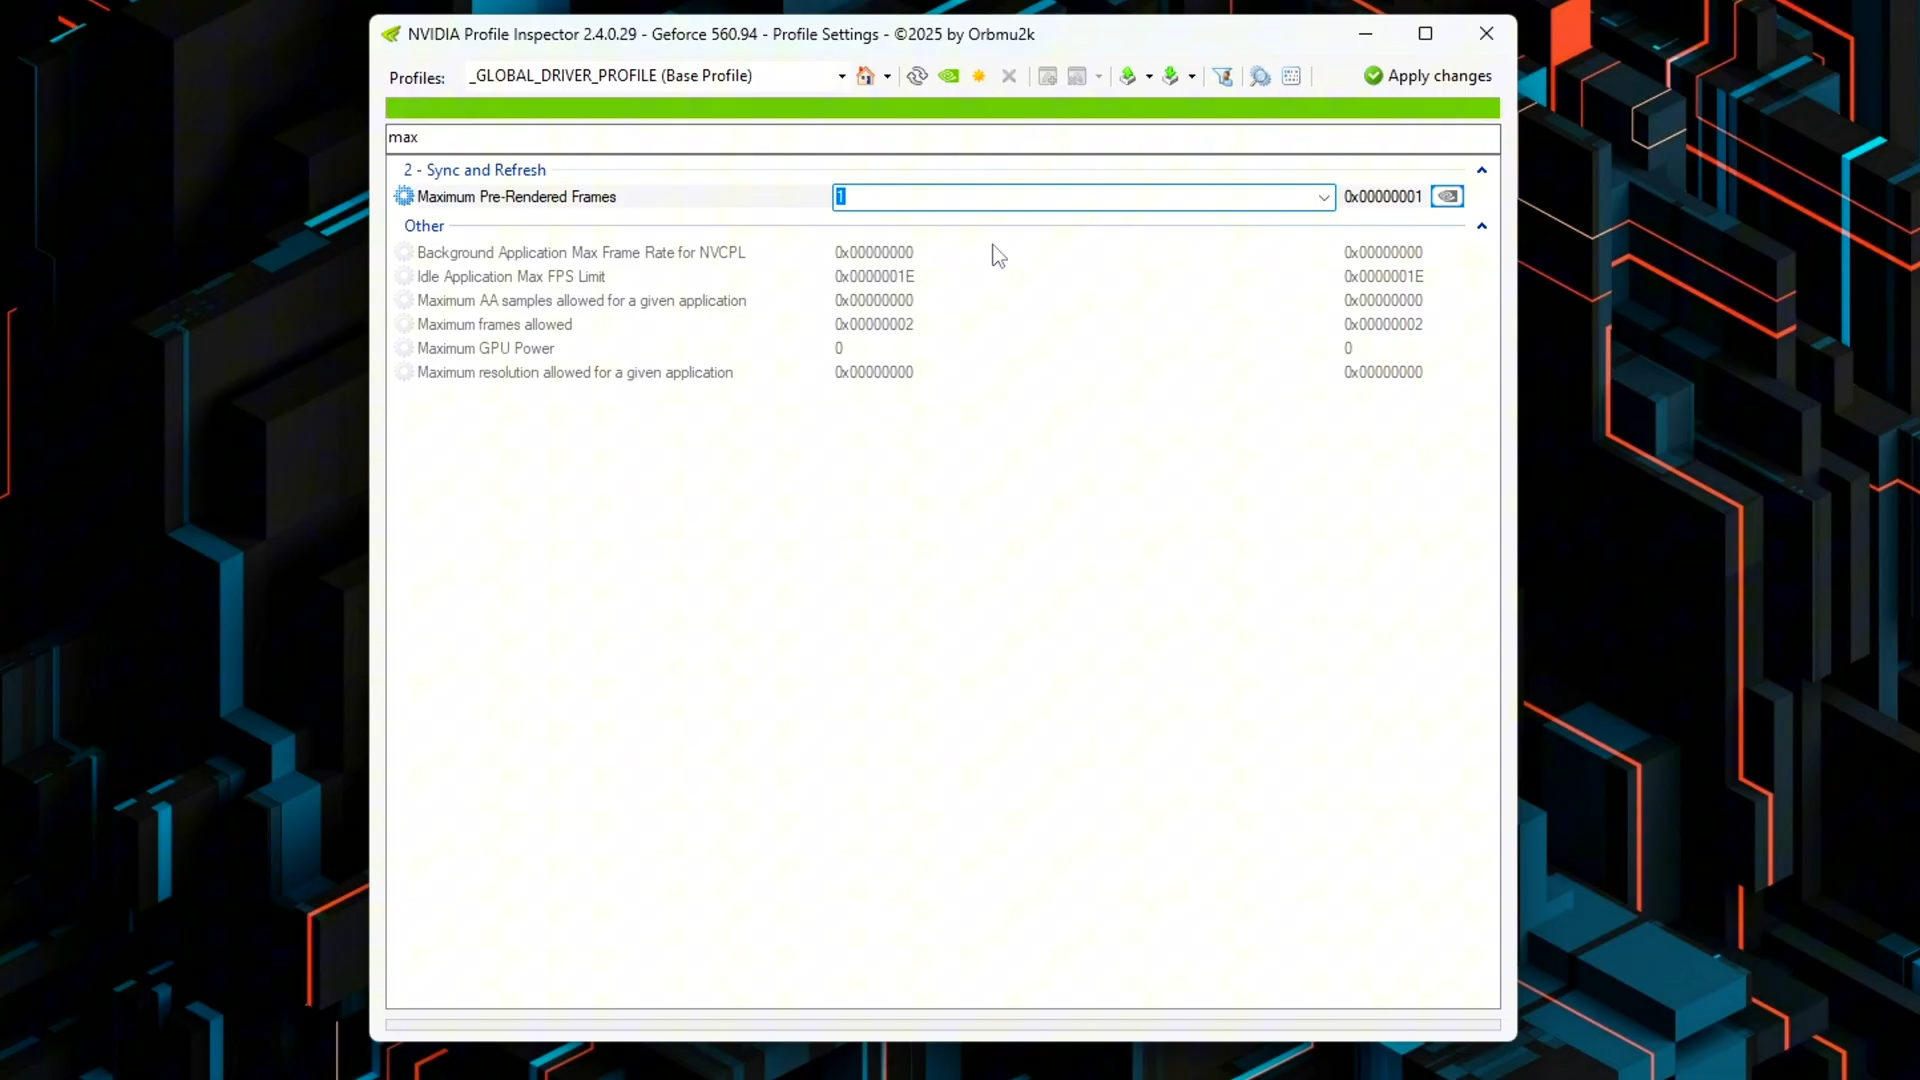 NVIDIA Profile Inspector 2.4.0.29 - Geforce 560.94 - Profile Settings - ©2025 by Orbmu2k
Profiles: _GLOBAL_DRIVER_PROFILE (Base Profile) Apply changes
max
2 - Sync and Refresh
Maximum Pre-Rendered Frames 1 0x00000001
Other
Background Application Max Frame Rate for NVCPL 0x00000000 0x00000000
Idle Application Max FPS Limit 0x0000001E 0x0000001E
Maximum AA samples allowed for a given application 0x00000000 0x00000000
Maximum frames allowed 0x00000002 0x00000002
Maximum GPU Power 0 0
Maximum resolution allowed for a given application 0x00000000 0x00000000